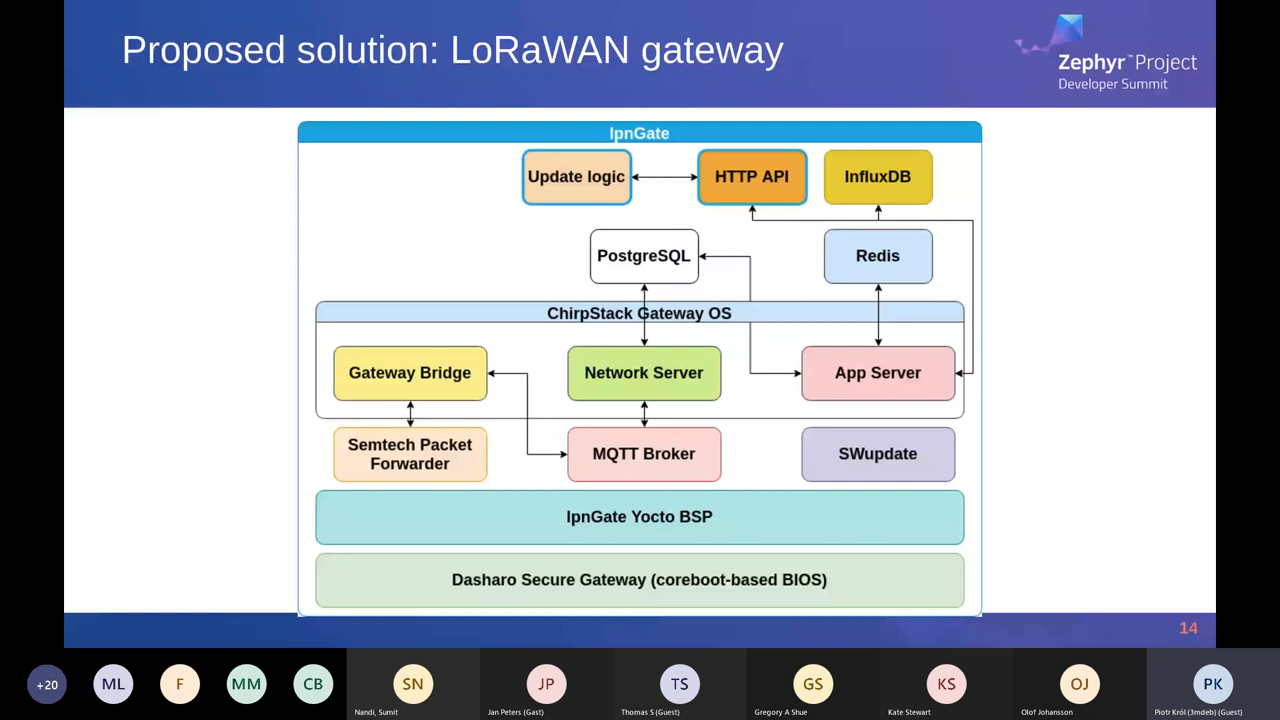 Proposed solution: LoRaWAN gateway
Zephyr™Project
Developer Summit
IpnGate
Update logic
HTTP API
InfluxDB
PostgreSQL
Redis
ChirpStack Gateway OS
Gateway Bridge
Network Server
App Server
Semtech Packet
Forwarder
MQTT Broker
SWupdate
IpnGate Yocto BSP
Dasharo Secure Gateway (coreboot-based BIOS)
14
+20
ML
F
MM
CB
SN
JP
TS
GS
KS
OJ
PK
Nandi, Sumit
Jan Peters (Gast)
Thomas S (Guest)
Gregory A Shue
Kate Stewart
Olof Johansson
Piotr Król (3mdeb) (Guest)